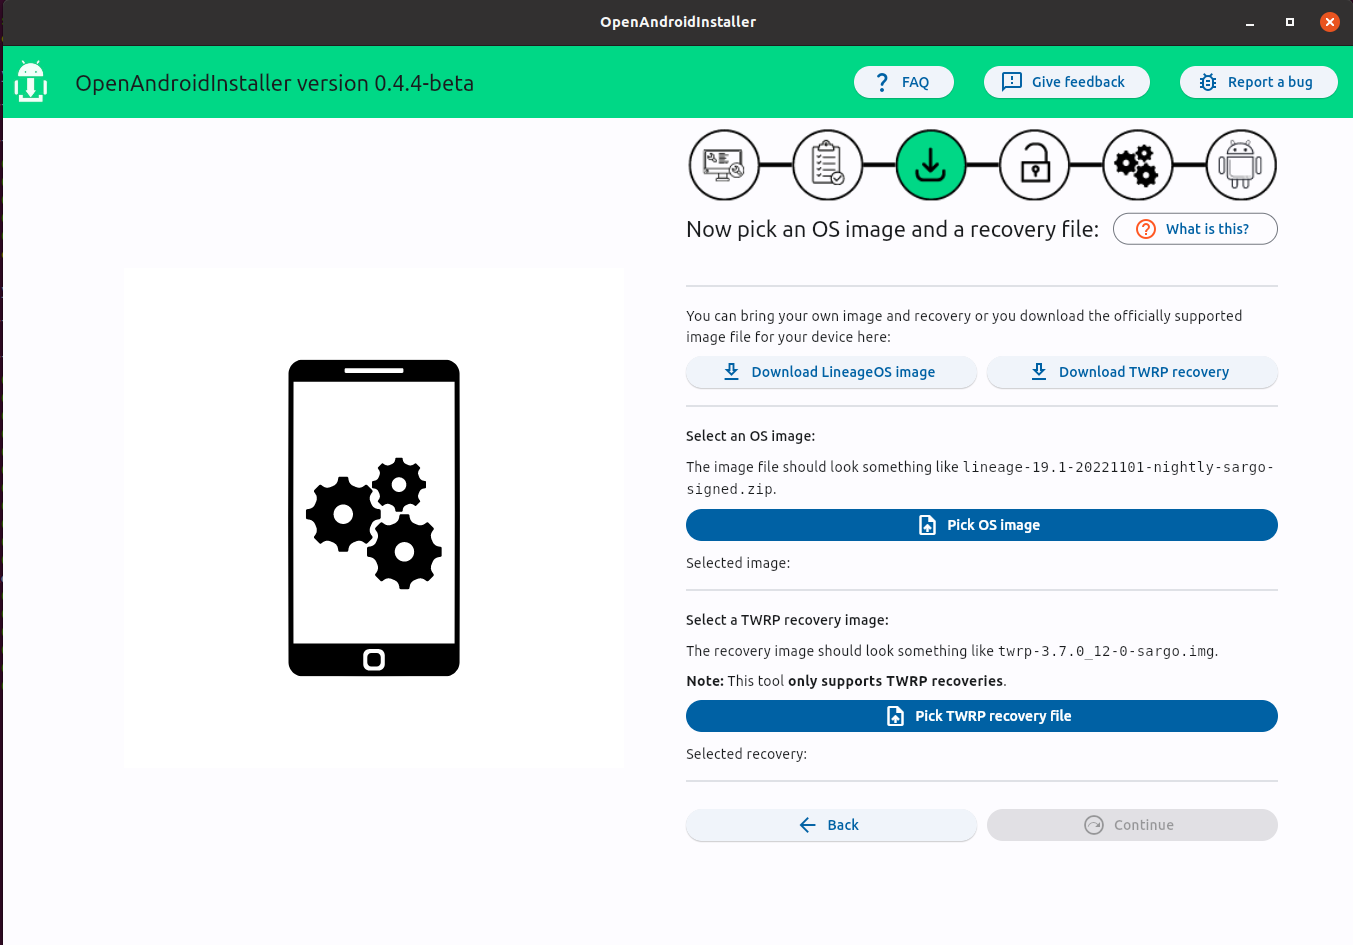 OpenAndroidInstaller
OpenAndroidInstaller version 0.4.4-beta
FAQ
Give feedback
Report a bug
Now pick an OS image and a recovery file:
What is this?
You can bring your own image and recovery or you download the officially supported
image file for your device here:
Download LineageOS image
Download TWRP recovery
Select an OS image:
The image file should look something like lineage-19.1-20221101-nightly-sargo-
signed.zip.
Pick OS image
Selected image:
Select a TWRP recovery image:
The recovery image should look something like twrp-3.7.0_12-0-sargo.img.
Note: This tool only supports TWRP recoveries.
Pick TWRP recovery file
Selected recovery:
Back
Continue